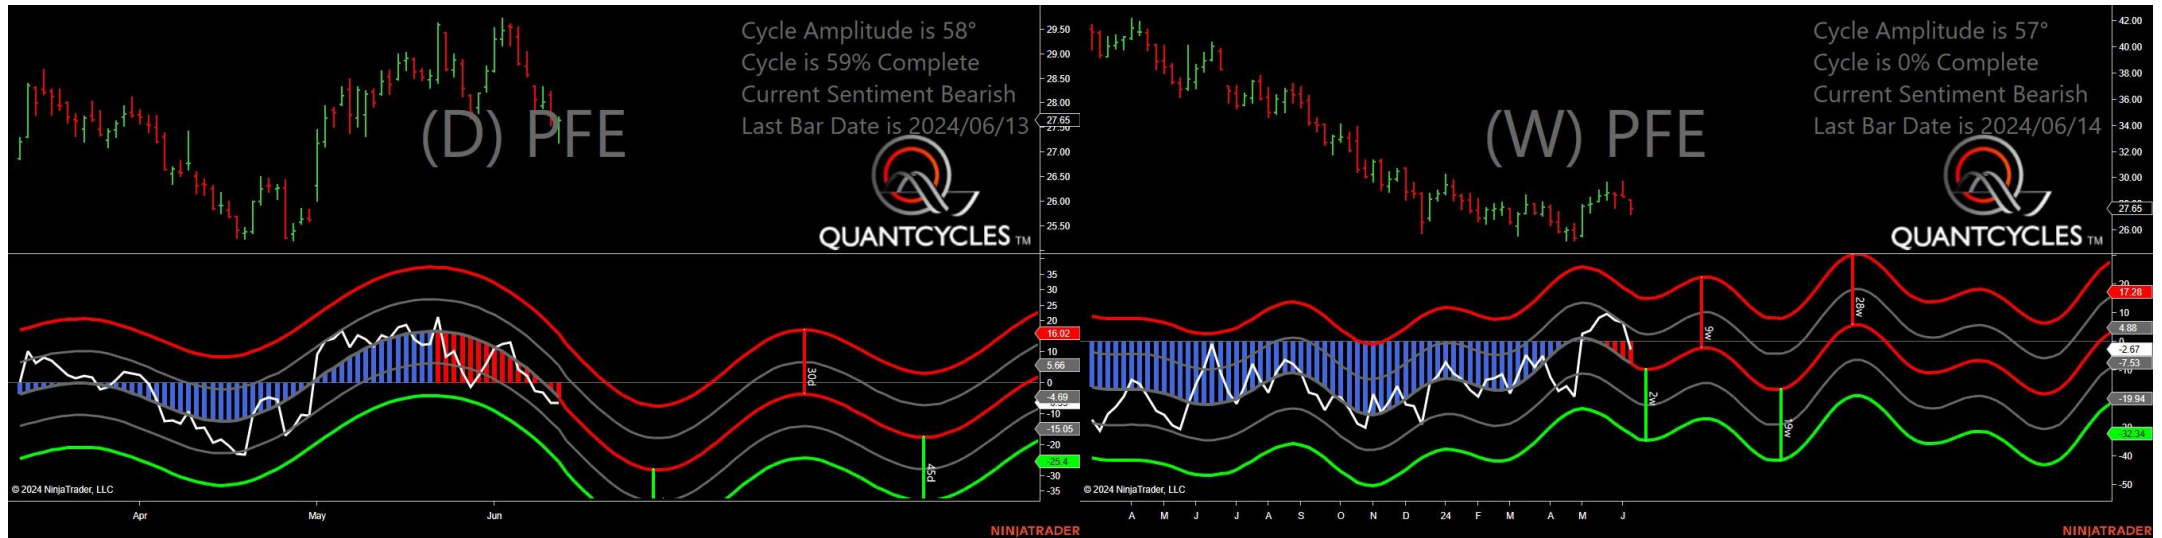 Cycle Amplitude is 58°
Cycle is 59% Complete
Current Sentiment Bearish
Last Bar Date is 2024/06/13
(D) PFE
QUANTCYCLES TM
29.50
29.00
28.50
28.00
27.65
27.50
27.00
26.50
26.00
25.50
35
30
25
20
16.02
10
5.66
0
-4.69
-10
-15.05
-20
-25.4
-30
-35
30d
45d
© 2024 NinjaTrader, LLC
Apr May Jun
NINJATRADER
Cycle Amplitude is 57°
Cycle is 0% Complete
Current Sentiment Bearish
Last Bar Date is 2024/06/14
(W) PFE
QUANTCYCLES TM
42.00
40.00
38.00
36.00
34.00
32.00
30.00
27.65
26.00
20
17.28
10
4.88
0
-2.67
-7.53
-10
-19.94
-32.34
-40
-50
9w
28w
2w
19w
© 2024 NinjaTrader, LLC
A M J J A S O N D 24 F M A M J
NINJATRADER